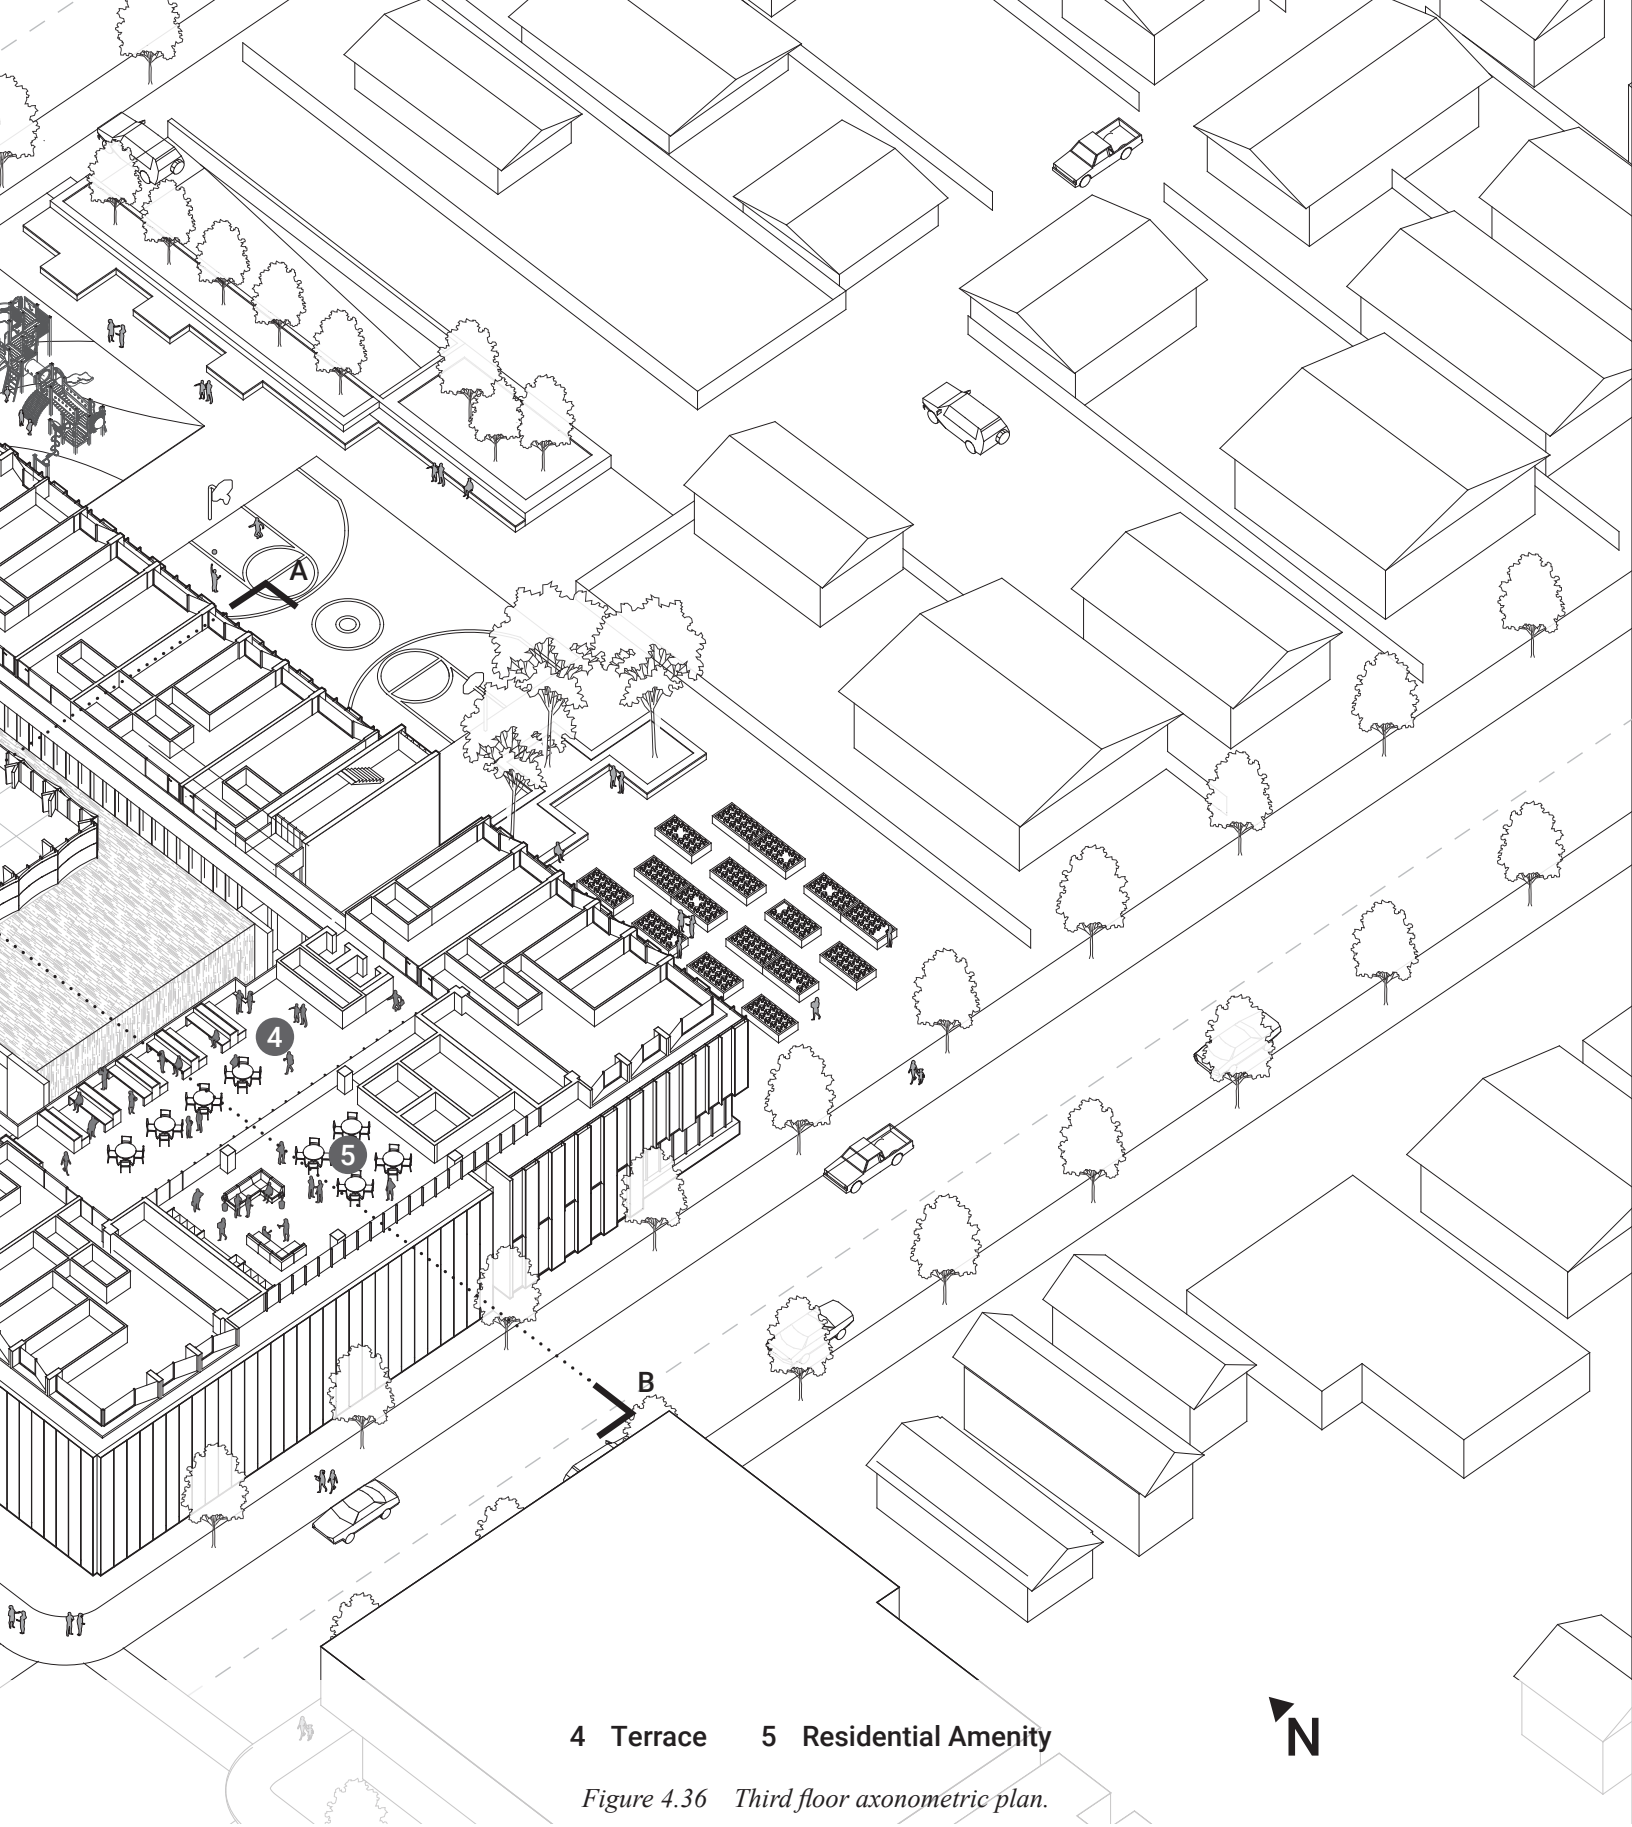 A
4
5
B
4 Terrace 5 Residential Amenity
N
Figure 4.36 Third floor axonometric plan.